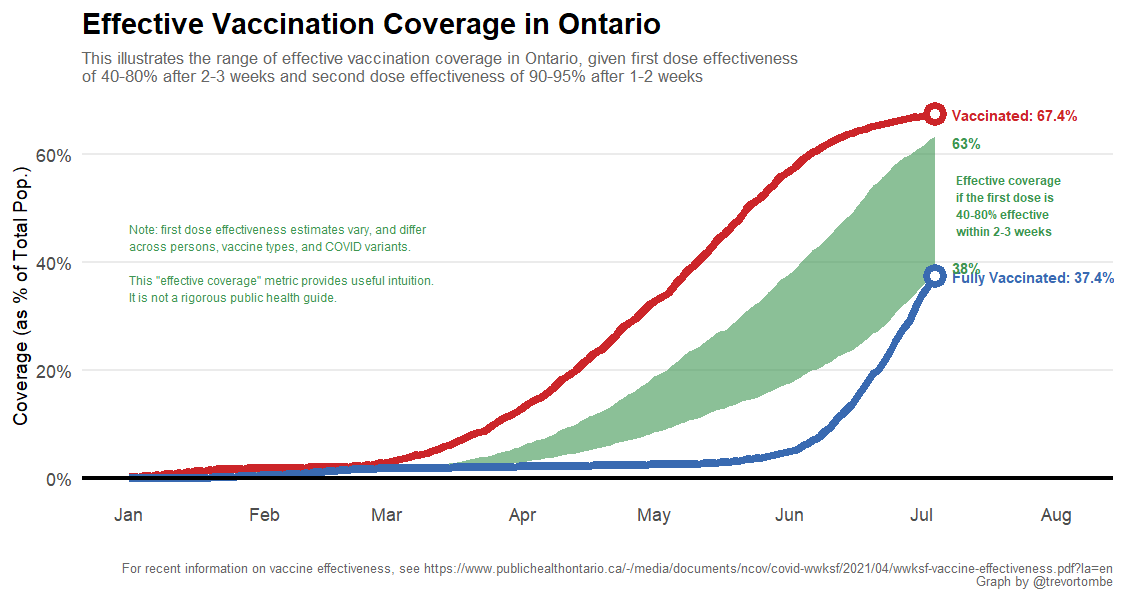 Effective Vaccination Coverage in Ontario
This illustrates the range of effective vaccination coverage in Ontario, given first dose effectiveness
of 40-80% after 2-3 weeks and second dose effectiveness of 90-95% after 1-2 weeks
Coverage (as % of Total Pop.)
60%
40%
20%
0%
Vaccinated: 67.4%
63%
Effective coverage
if the first dose is
40-80% effective
within 2-3 weeks
38%
Fully Vaccinated: 37.4%
Note: first dose effectiveness estimates vary, and differ
across persons, vaccine types, and COVID variants.
This "effective coverage" metric provides useful intuition.
It is not a rigorous public health guide.
Jan Feb Mar Apr May Jun Jul Aug
For recent information on vaccine effectiveness, see https://www.publichealthontario.ca/-/media/documents/ncov/covid-wwksf/2021/04/wwksf-vaccine-effectiveness.pdf?la=en
Graph by @trevortombe